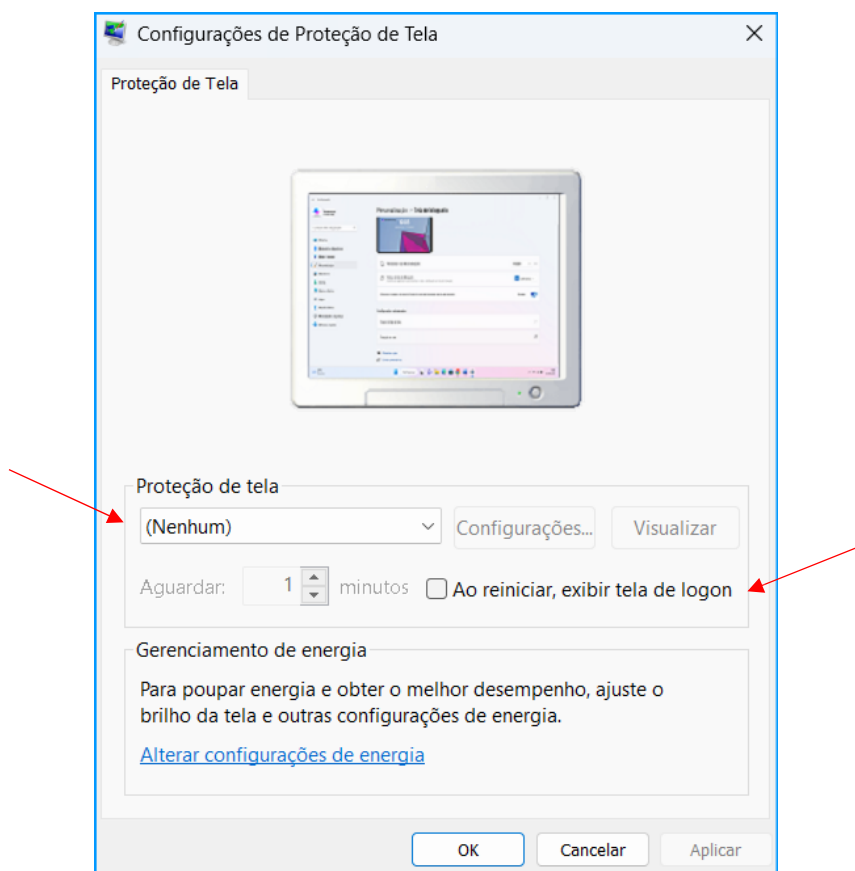 Configurações de Proteção de Tela
Proteção de Tela
Proteção de tela
(Nenhum)
Configurações...
Visualizar
Aguardar: 1 minutos
Ao reiniciar, exibir tela de logon
Gerenciamento de energia
Para poupar energia e obter o melhor desempenho, ajuste o
brilho da tela e outras configurações de energia.
Alterar configurações de energia
OK
Cancelar
Aplicar